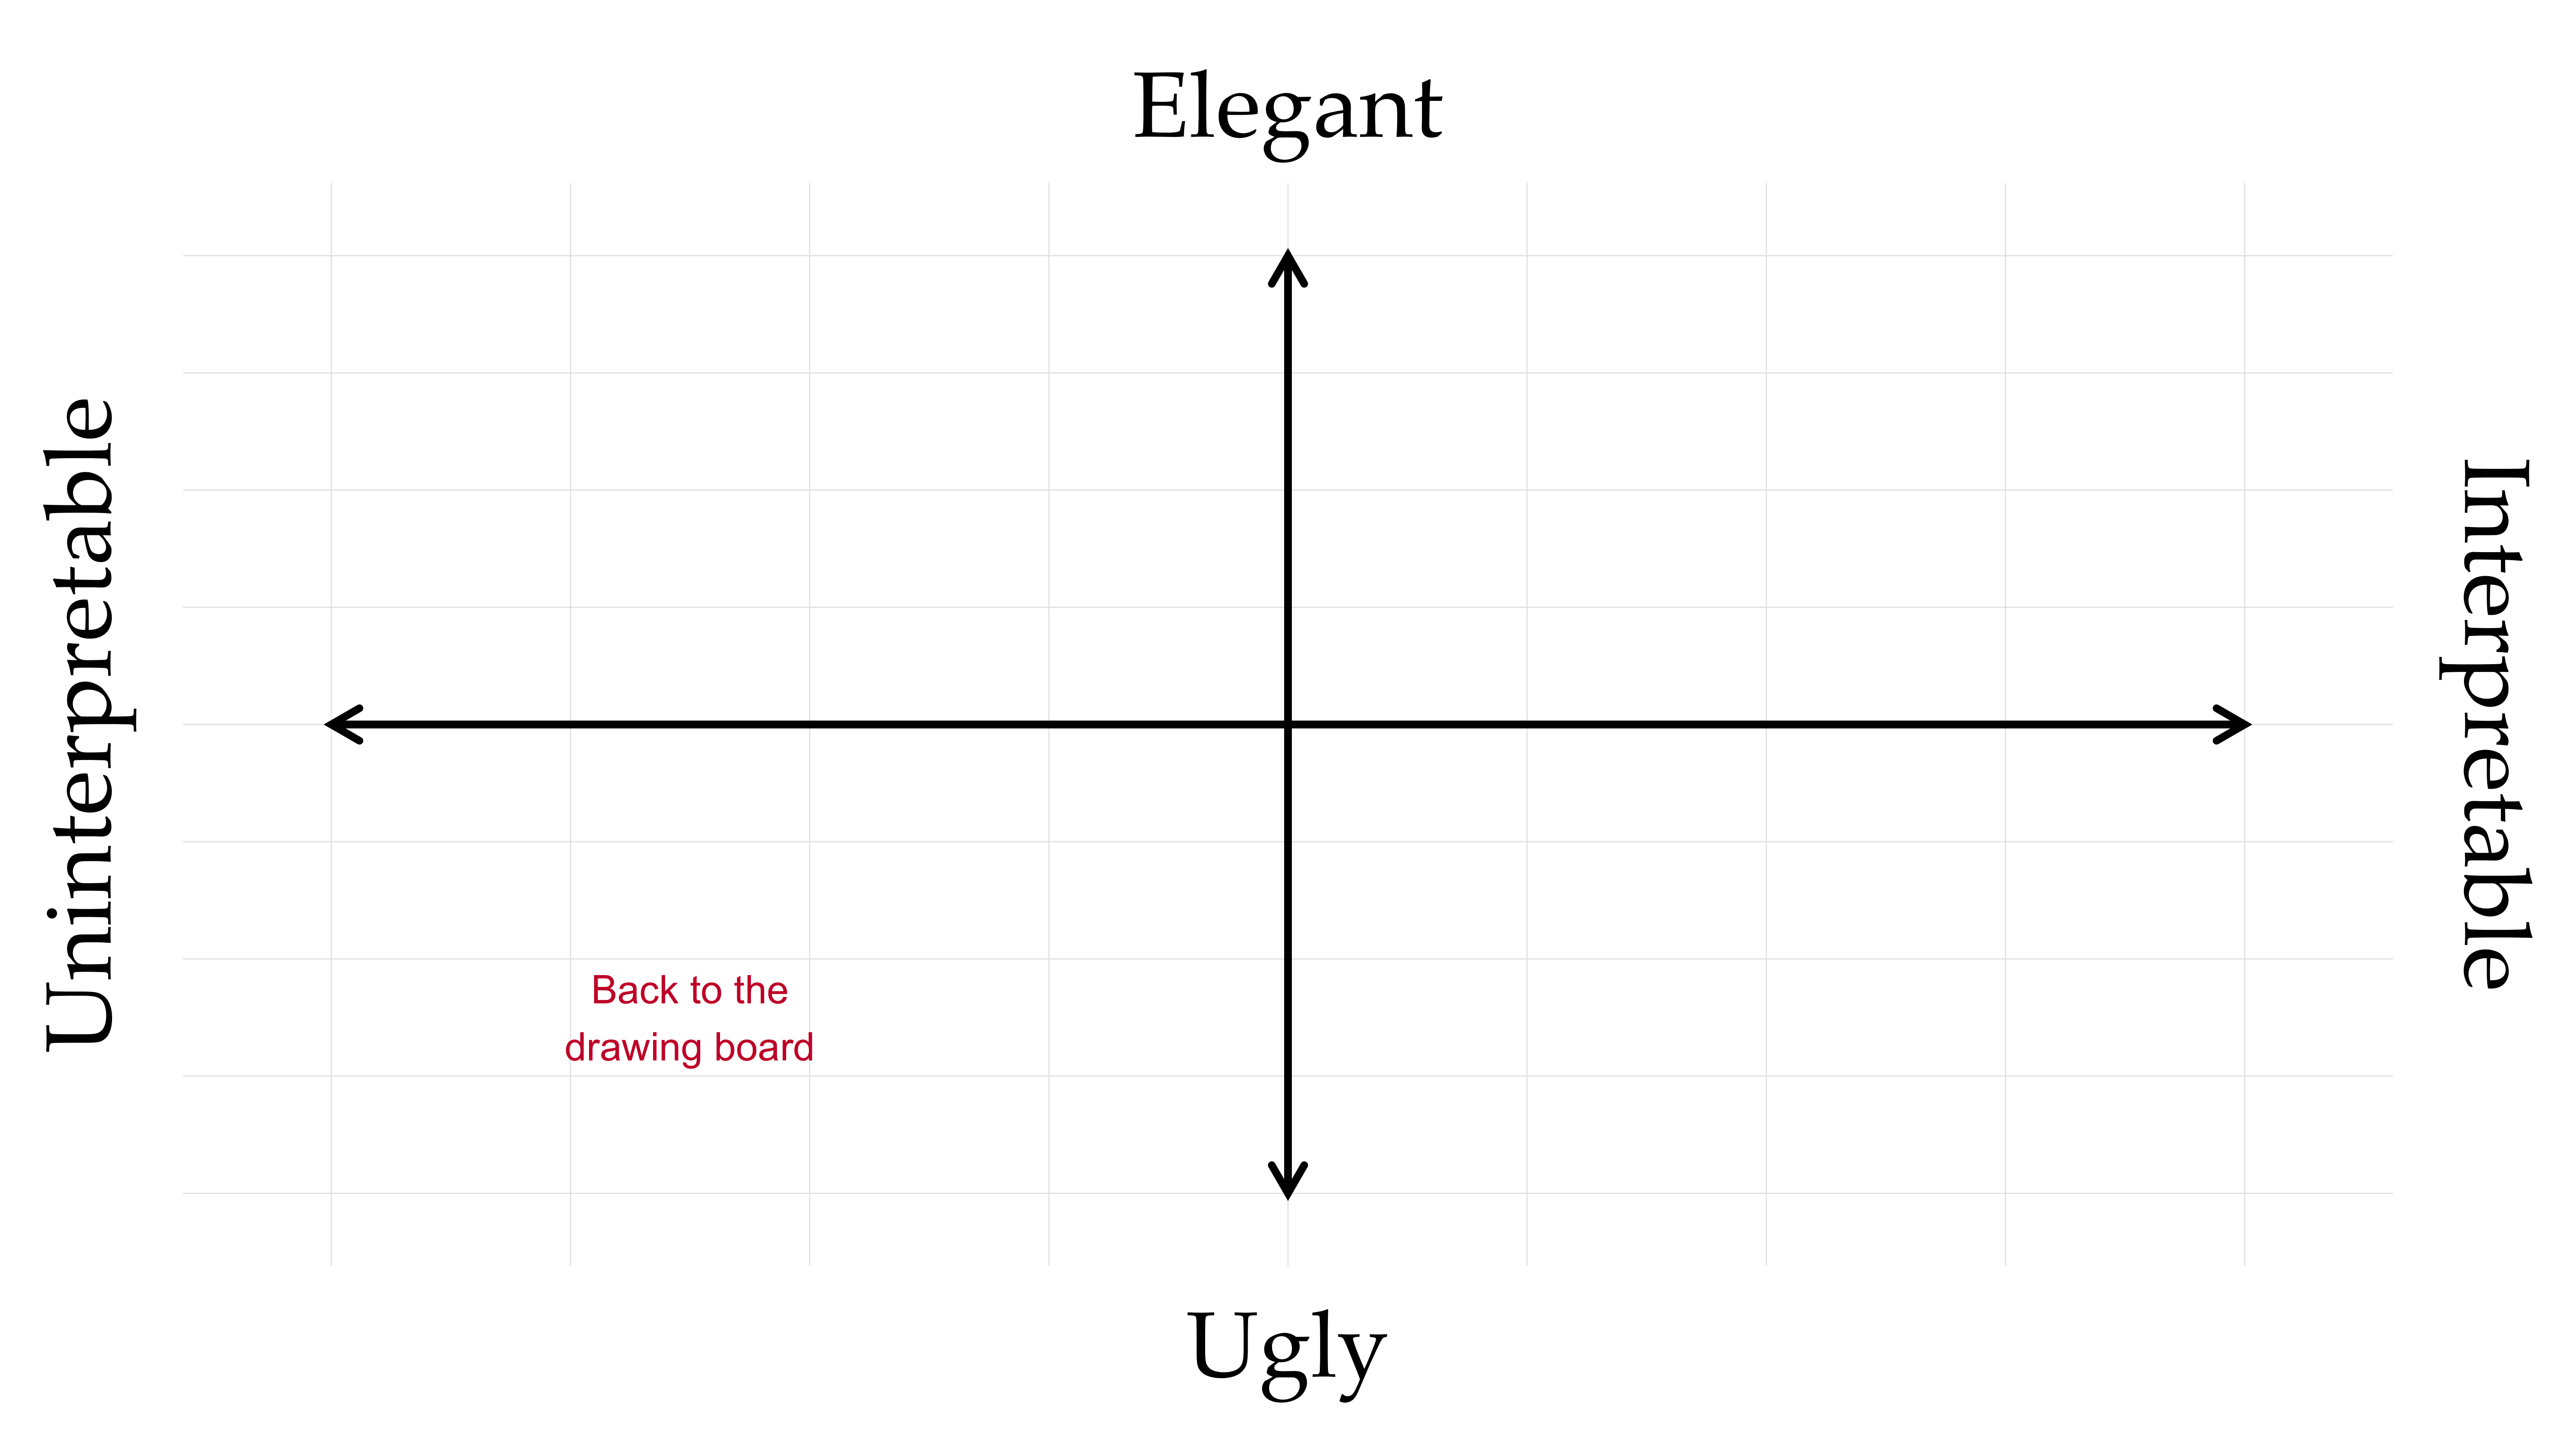 Elegant
Uninterpretable
Interpretable
Back to the
drawing board
Ugly